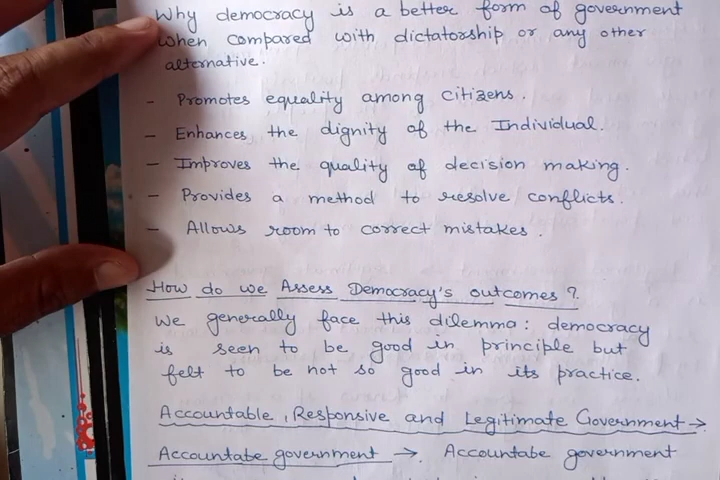 Why democracy is a better form of government
when compared with dictatorship or any other
alternative.
- Promotes equality among citizens.
- Enhances the dignity of the Individual.
- Improves the quality of decision making.
- Provides a method to resolve conflicts.
- Allows room to correct mistakes.
How do we Assess Democracy's outcomes?
We generally face this dilemma: democracy
is seen to be good in principle but
felt to be not so good in its practice.
Accountable, Responsive and Legitimate Government →
Accountabe government → Accountabe government